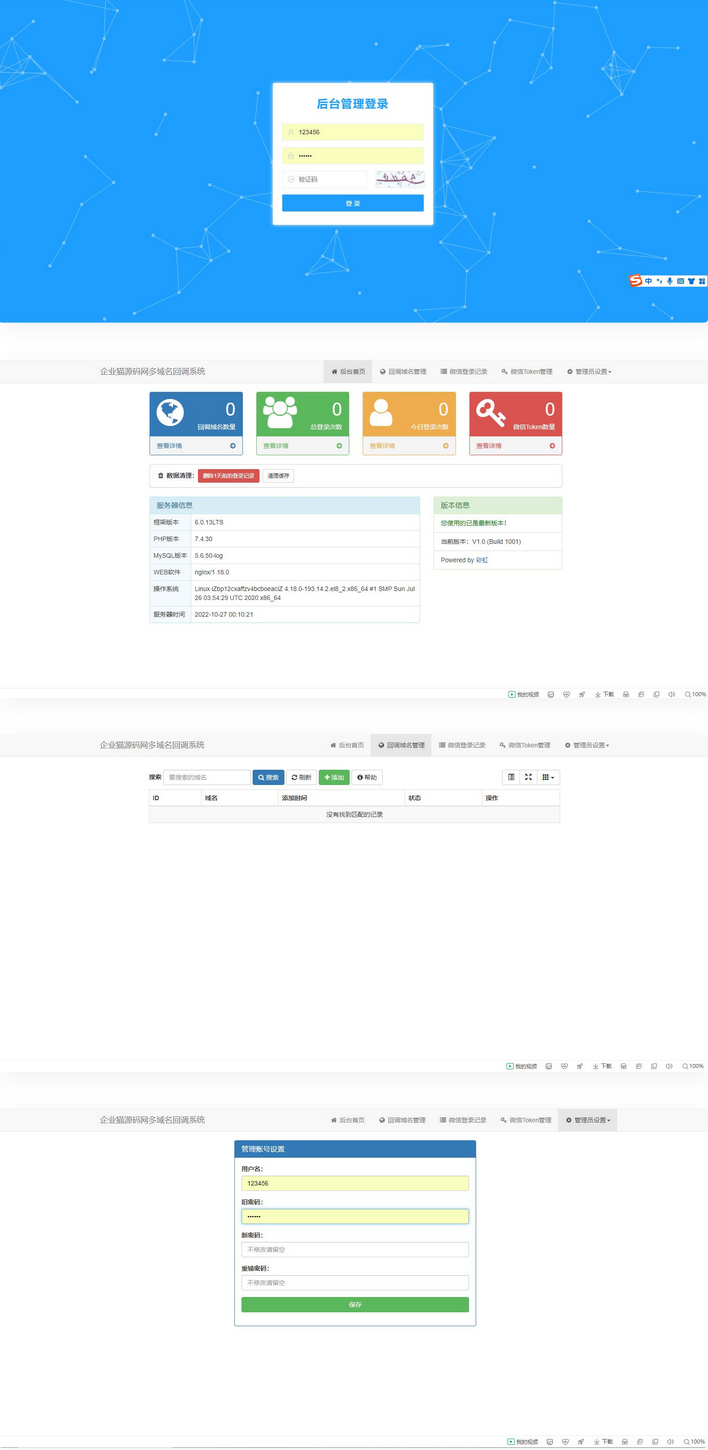 后台管理登录
123456
••••••
验证码
登 录
中
企业猫源码网多域名回调系统 后台首页 回调域名管理 微信登录记录 微信Token管理 管理员设置
0 0 0 0
回调域名数量 总登录次数 今日登录次数 微信Token数量
查看详情 查看详情 查看详情 查看详情
数据清理： 删除1天前的登录记录 清理缓存
服务器信息
框架版本 6.0.13LTS
PHP版本 7.4.30
MySQL版本 5.6.50-log
WEB软件 nginx/1.18.0
操作系统 Linux iZbp12cxaffzv4bcboeaciZ 4.18.0-193.14.2.el8_2.x86_64 #1 SMP Sun Jul
26 03:54:29 UTC 2020 x86_64
服务器时间 2022-10-27 00:10:21
版本信息
您使用的已是最新版本！
当前版本：V1.0 (Build 1001)
Powered by 彩虹
我的视频 下载 100%
企业猫源码网多域名回调系统 后台首页 回调域名管理 微信登录记录 微信Token管理 管理员设置
搜索 要搜索的域名 搜索 刷新 添加 帮助
ID 域名 添加时间 状态 操作
没有找到匹配的记录
我的视频 下载 100%
企业猫源码网多域名回调系统 后台首页 回调域名管理 微信登录记录 微信Token管理 管理员设置
管理账号设置
用户名：
123456
旧密码：
••••••
新密码：
不修改请留空
重输密码：
不修改请留空
保存
我的视频 下载 100%